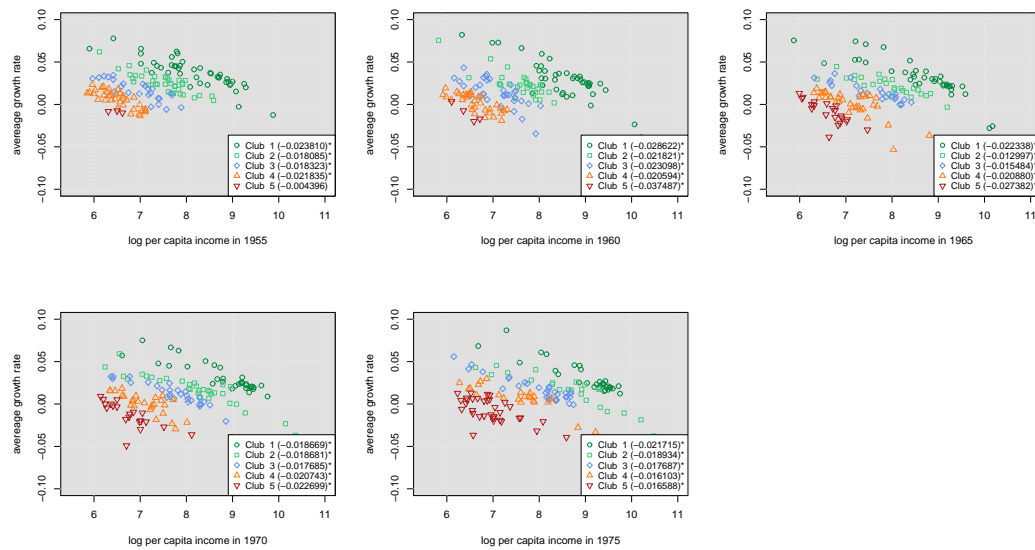 avereage growth rate
0.10
0.05
0.00
−0.05
−0.10
Club 1 (−0.023810)*
Club 2 (−0.018085)*
Club 3 (−0.018323)*
Club 4 (−0.021835)*
Club 5 (−0.004396)
6 7 8 9 10 11
log per capita income in 1955
avereage growth rate
0.10
0.05
0.00
−0.05
−0.10
Club 1 (−0.028622)*
Club 2 (−0.021821)*
Club 3 (−0.023098)*
Club 4 (−0.020594)*
Club 5 (−0.037487)*
6 7 8 9 10 11
log per capita income in 1960
avereage growth rate
0.10
0.05
0.00
−0.05
−0.10
Club 1 (−0.022338)*
Club 2 (−0.012997)*
Club 3 (−0.015484)*
Club 4 (−0.020880)*
Club 5 (−0.027382)*
6 7 8 9 10 11
log per capita income in 1965
avereage growth rate
0.10
0.05
0.00
−0.05
−0.10
Club 1 (−0.018669)*
Club 2 (−0.018681)*
Club 3 (−0.017685)*
Club 4 (−0.020743)*
Club 5 (−0.022699)*
6 7 8 9 10 11
log per capita income in 1970
avereage growth rate
0.10
0.05
0.00
−0.05
−0.10
Club 1 (−0.021715)*
Club 2 (−0.018934)*
Club 3 (−0.017687)*
Club 4 (−0.016103)*
Club 5 (−0.016588)*
6 7 8 9 10 11
log per capita income in 1975